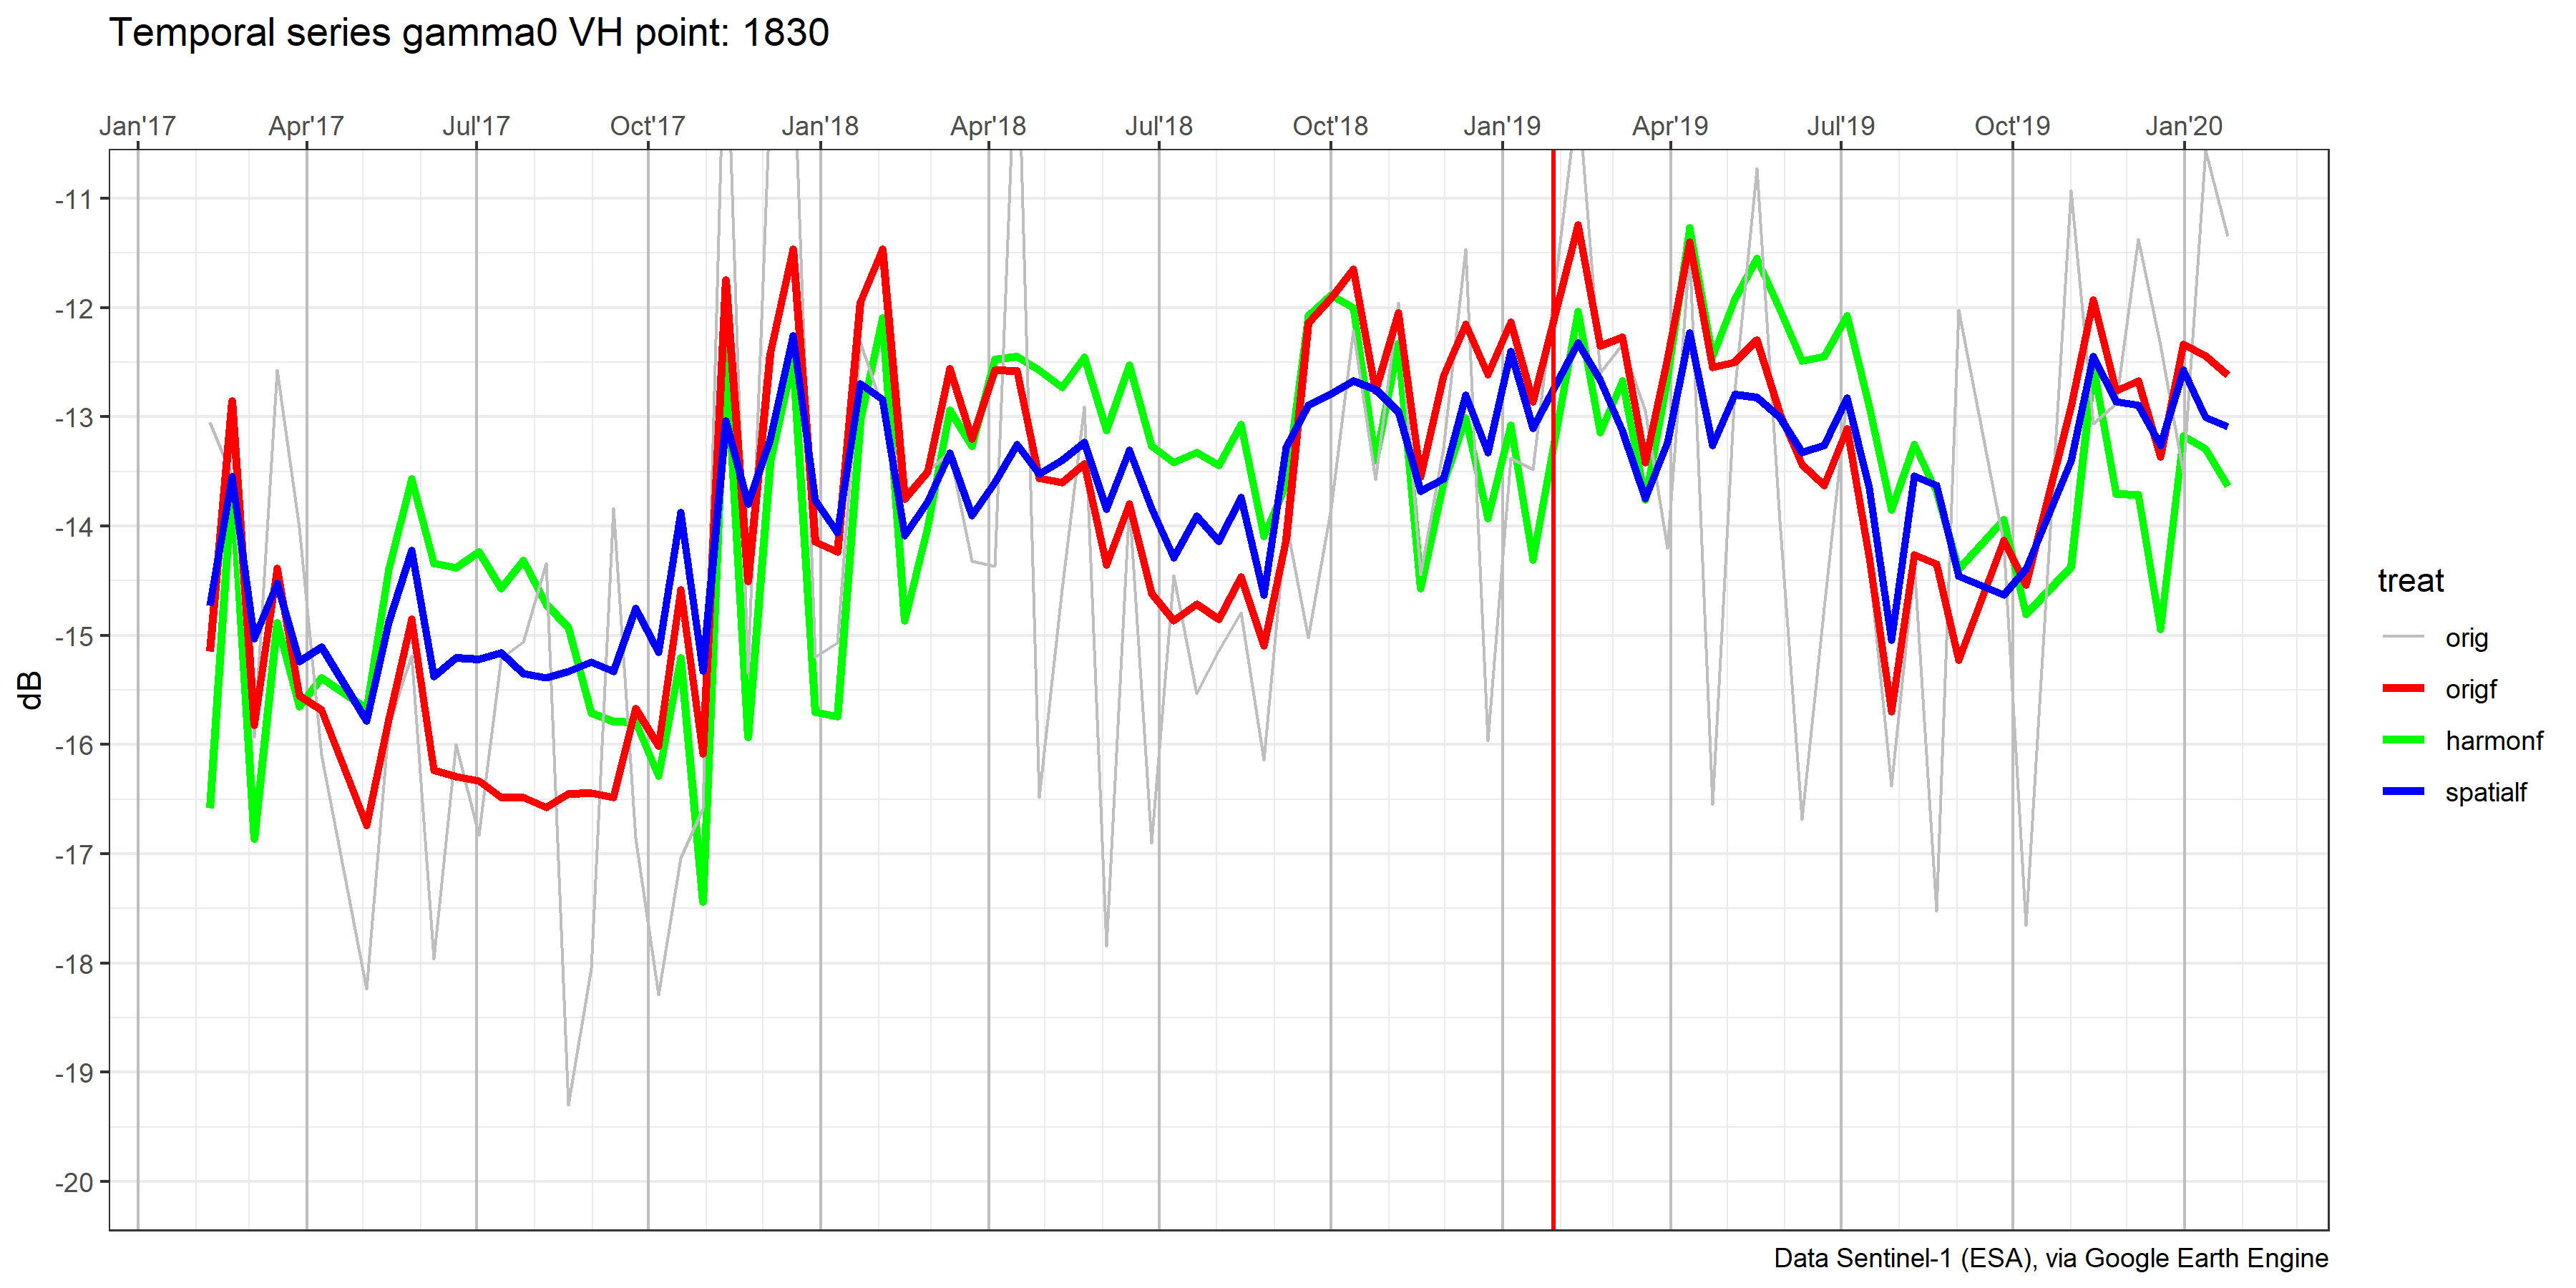 Temporal series gamma0 VH point: 1830
Jan'17 Apr'17 Jul'17 Oct'17 Jan'18 Apr'18 Jul'18 Oct'18 Jan'19 Apr'19 Jul'19 Oct'19 Jan'20
-11
-12
-13
-14
-15
-16
-17
-18
-19
-20
dB
treat
orig
origf
harmonf
spatialf
Data Sentinel-1 (ESA), via Google Earth Engine